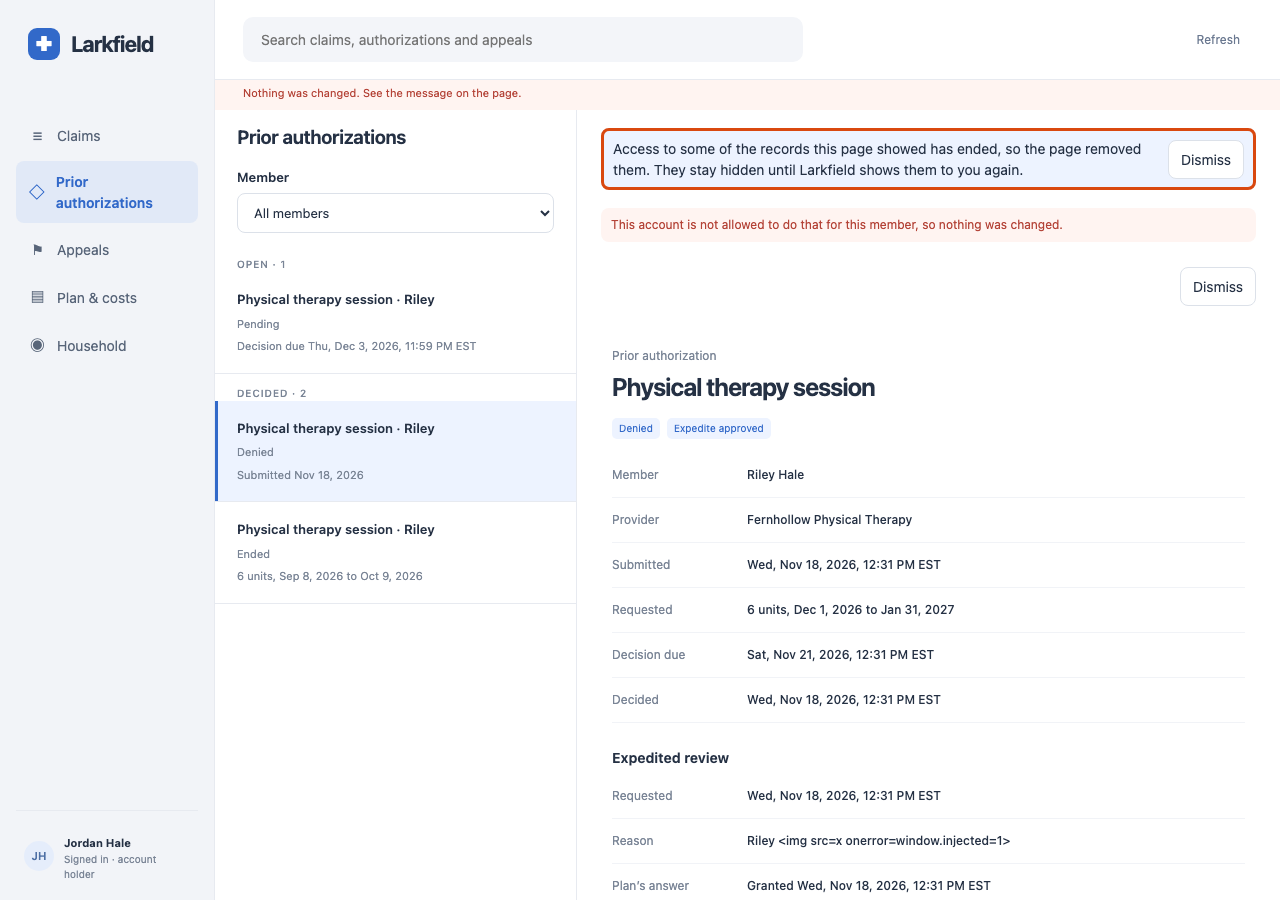 Larkfield
Search claims, authorizations and appeals
Refresh
Nothing was changed. See the message on the page.
Claims
Prior
authorizations
Appeals
Plan & costs
Household
Jordan Hale
JH
Signed in · account
holder
Prior authorizations
Member
All members
OPEN · 1
Physical therapy session · Riley
Pending
Decision due Thu, Dec 3, 2026, 11:59 PM EST
DECIDED · 2
Physical therapy session · Riley
Denied
Submitted Nov 18, 2026
Physical therapy session · Riley
Ended
6 units, Sep 8, 2026 to Oct 9, 2026
Access to some of the records this page showed has ended, so the page removed
them. They stay hidden until Larkfield shows them to you again.
Dismiss
This account is not allowed to do that for this member, so nothing was changed.
Dismiss
Prior authorization
Physical therapy session
Denied Expedite approved
Member Riley Hale
Provider Fernhollow Physical Therapy
Submitted Wed, Nov 18, 2026, 12:31 PM EST
Requested 6 units, Dec 1, 2026 to Jan 31, 2027
Decision due Sat, Nov 21, 2026, 12:31 PM EST
Decided Wed, Nov 18, 2026, 12:31 PM EST
Expedited review
Requested Wed, Nov 18, 2026, 12:31 PM EST
Reason Riley <img src=x onerror=window.injected=1>
Plan's answer Granted Wed, Nov 18, 2026, 12:31 PM EST